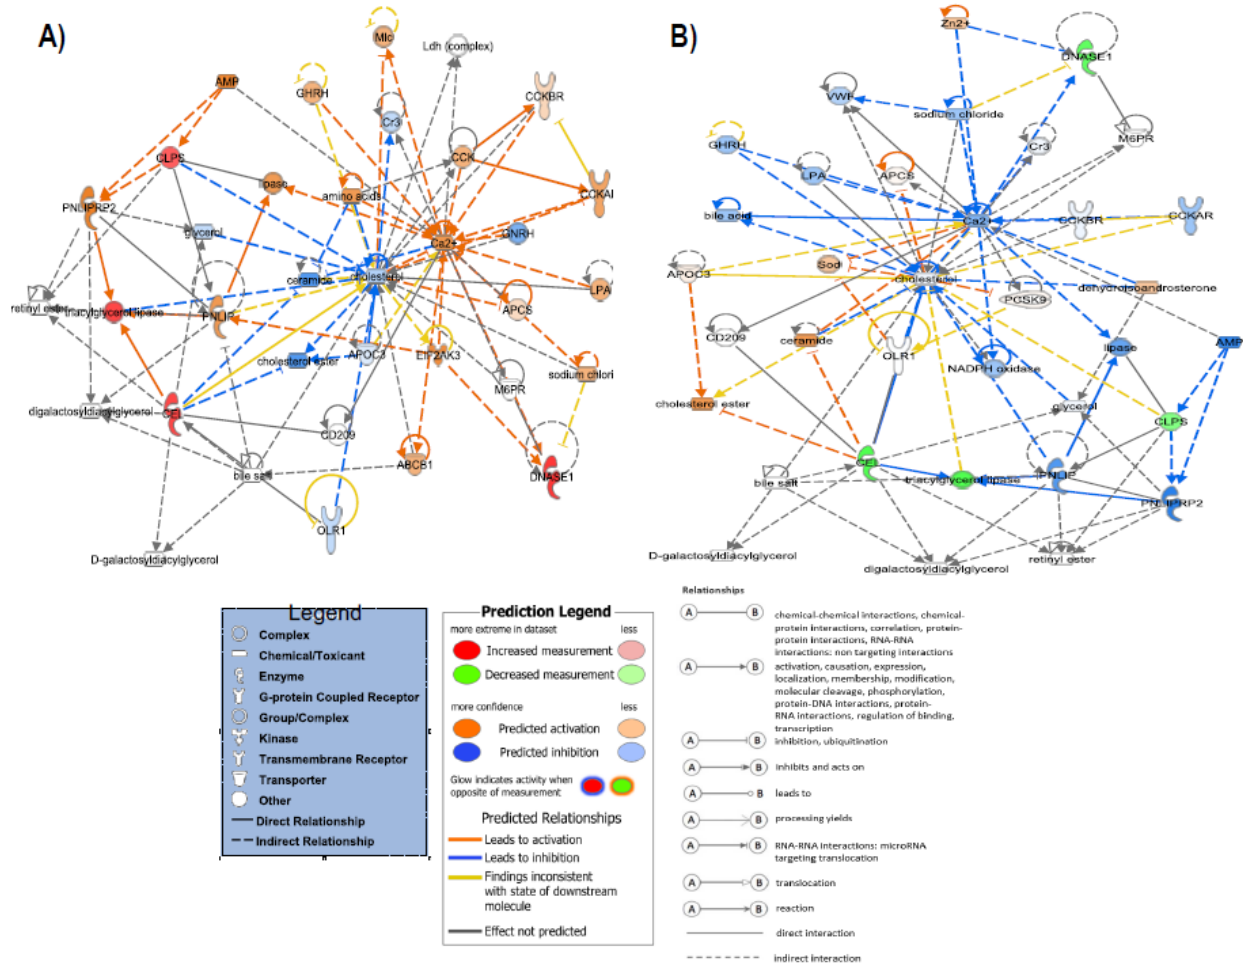 A)
Mlc
Ldh (complex)
AMP
GHRH
CCKBR
Cr3
CLPS
CCK
lipase
amino acids
CCKAI
PNLIPRP2
glycerol
Ca2+
GNRH
cholesterol
ceramide
LPA
retinyl ester
triacylglycerol lipase
PNLIP
APCS
cholesterol ester
APOC3
EIF2AK3
sodium chlori
M6PR
digalactosyldiacylglycerol
CEL
CD209
ABCB1
bile salt
DNASE1
OLR1
D-galactosyldiacylglycerol
B)
Zn2+
DNASE1
VWF
sodium chloride
M6PR
GHRH
Cr3
LPA
APCS
bile acid
Ca2+
CCKBR
CCKAR
Sod
APOC3
cholesterol
dehydroisoandrosterone
PCSK9
CD209
ceramide
OLR1
lipase
AMP
NADPH oxidase
cholesterol ester
glycerol
CLPS
CEL
bile salt
triacylglycerol lipase
PNLIP
PNLIPRP2
D-galactosyldiacylglycerol
digalactosyldiacylglycerol
retinyl ester
Legend
Complex
Chemical/Toxicant
Enzyme
G-protein Coupled Receptor
Group/Complex
Kinase
Transmembrane Receptor
Transporter
Other
Direct Relationship
Indirect Relationship
Prediction Legend
more extreme in dataset less
Increased measurement
Decreased measurement
more confidence less
Predicted activation
Predicted inhibition
Glow indicates activity when
opposite of measurement
Predicted Relationships
Leads to activation
Leads to inhibition
Findings inconsistent
with state of downstream
molecule
Effect not predicted
Relationships
A B chemical-chemical interactions, chemical-
protein interactions, correlation, protein-
protein interactions, RNA-RNA
interactions: non targeting interactions
A B activation, causation, expression,
localization, membership, modification,
molecular cleavage, phosphorylation,
protein-DNA interactions, protein-
RNA interactions, regulation of binding,
transcription
A B inhibition, ubiquitination
A B inhibits and acts on
A B leads to
A B processing yields
A B RNA-RNA interactions: microRNA
targeting translocation
A B translocation
A B reaction
direct interaction
indirect interaction